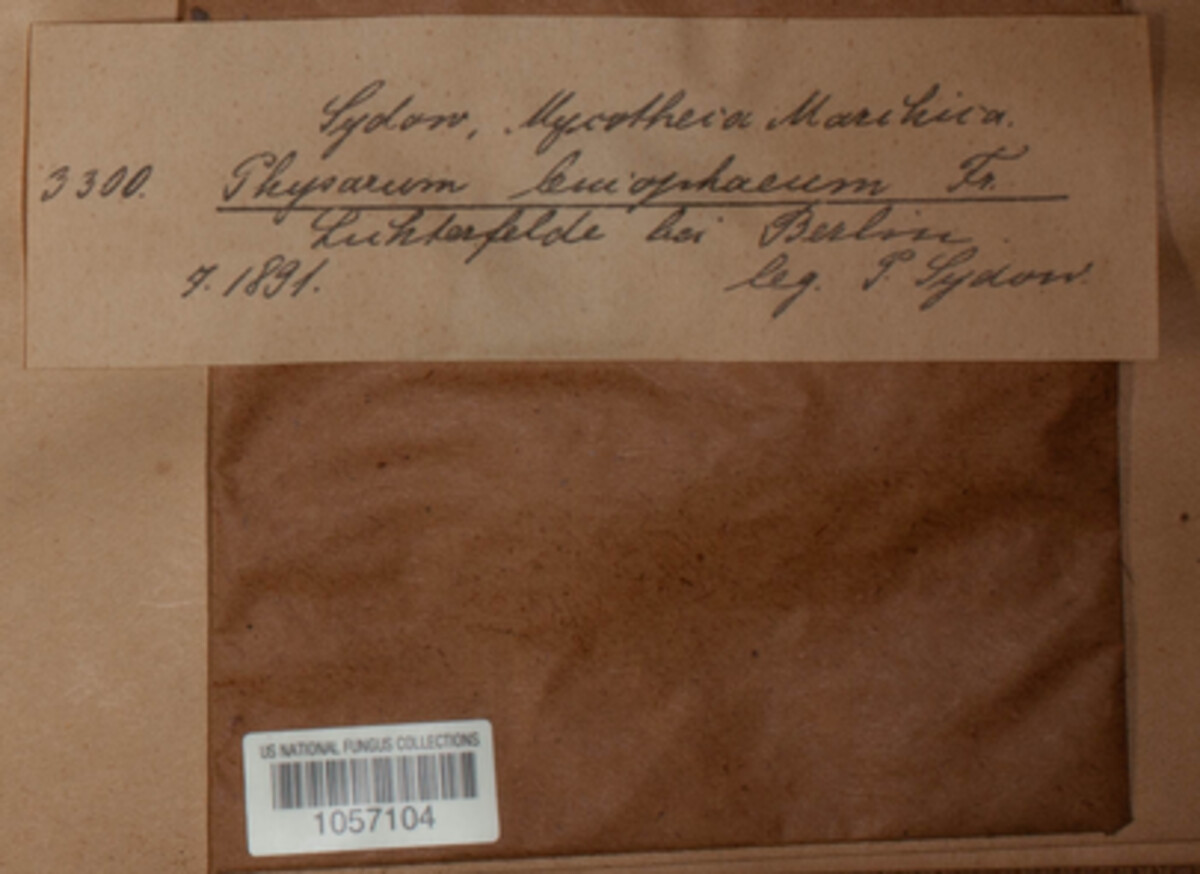 Sydow, Mycotheca Marchica.
3300. Physarum leucophaeum Fr.
Lichterfelde bei Berlin.
7. 1891. leg. P. Sydow.
US NATIONAL FUNGUS COLLECTIONS
1057104